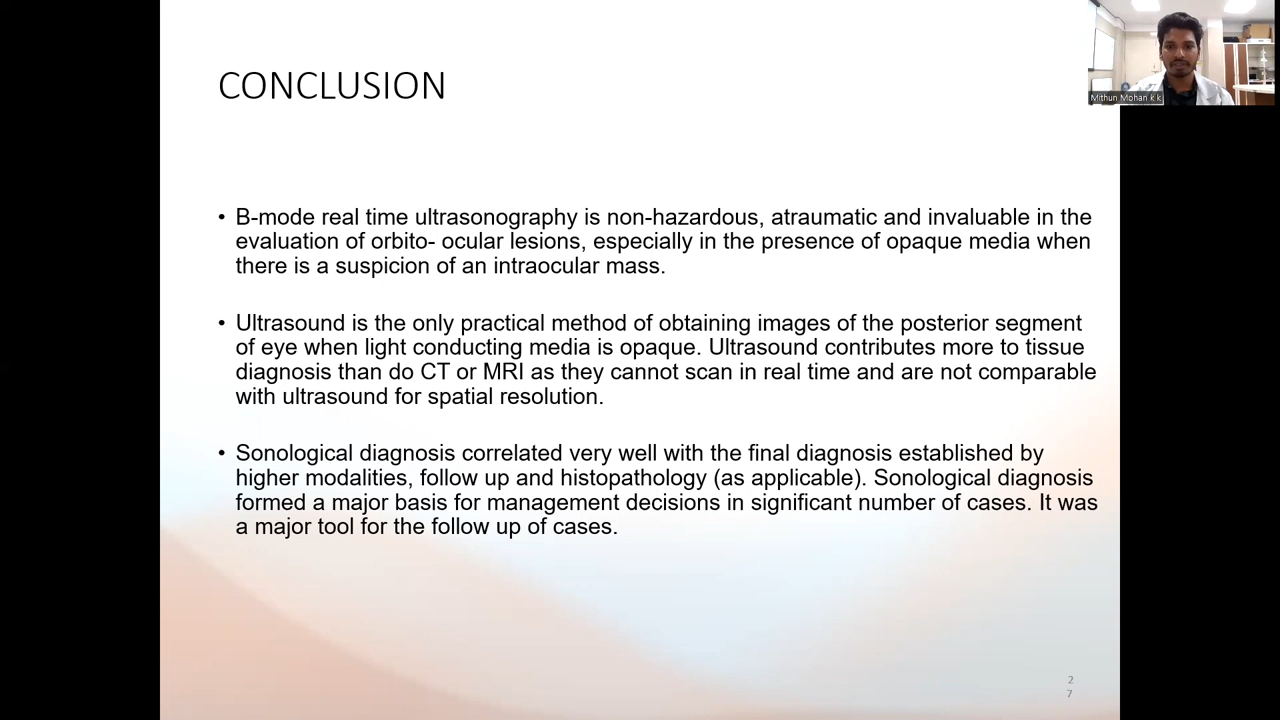 CONCLUSION
Mithun Mohan k k
• B-mode real time ultrasonography is non-hazardous, atraumatic and invaluable in the
evaluation of orbito- ocular lesions, especially in the presence of opaque media when
there is a suspicion of an intraocular mass.
• Ultrasound is the only practical method of obtaining images of the posterior segment
of eye when light conducting media is opaque. Ultrasound contributes more to tissue
diagnosis than do CT or MRI as they cannot scan in real time and are not comparable
with ultrasound for spatial resolution.
• Sonological diagnosis correlated very well with the final diagnosis established by
higher modalities, follow up and histopathology (as applicable). Sonological diagnosis
formed a major basis for management decisions in significant number of cases. It was
a major tool for the follow up of cases.
2
7